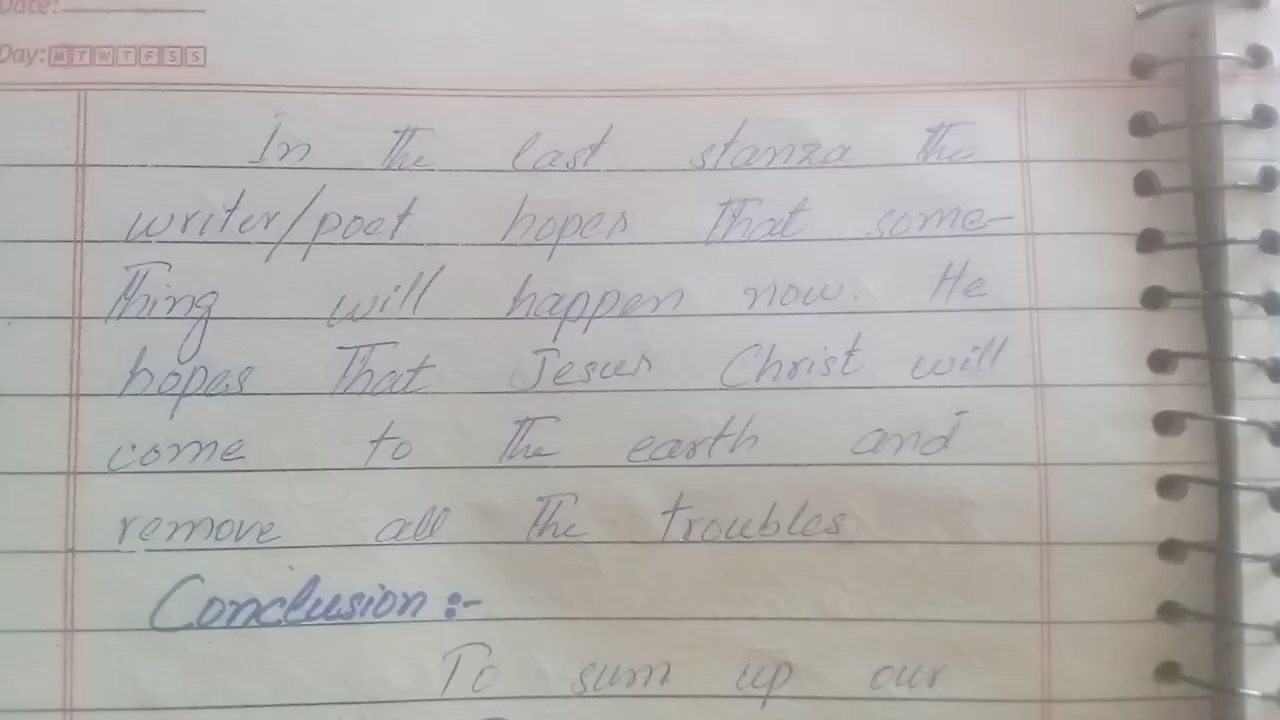 Date:
Day: M T W T F S S
In the last stanza the
writer/poet hopes that some-
thing will happen now. He
hopes that Jesus Christ will
come to the earth and
remove all the troubles
Conclusion :-
To sum up our